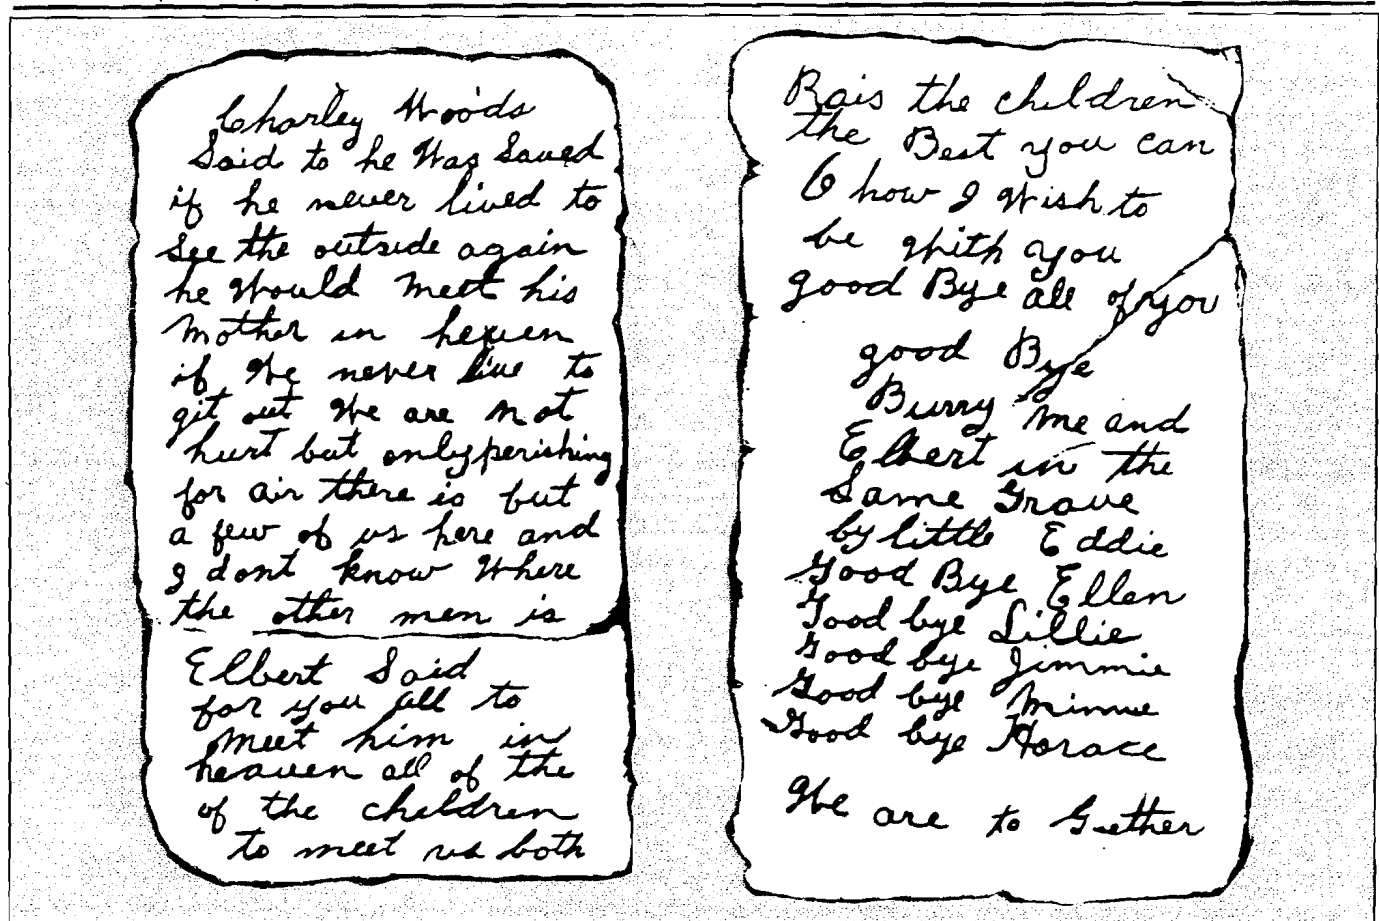 Charley Woods
Said to he Was Saved
if he never lived to
See the outside again
he Would meet his
Mother in heven
if We never live to
git out We are not
hurt but only perishing
for air there is but
a few of us here and
I dont know Where
the other men is
Elbert Said
for you all to
meet him in
heaven all of the
of the children
to meet us both
Rais the children
the Best you can
O how I Wish to
be With you
good Bye all of you
good Bye
Burry me and
Elbert in the
Same Grave
by little Eddie
Good Bye Ellen
Good bye Lillie
Good bye Jimmie
Good bye Minnie
Good bye Horace
We are to Gether